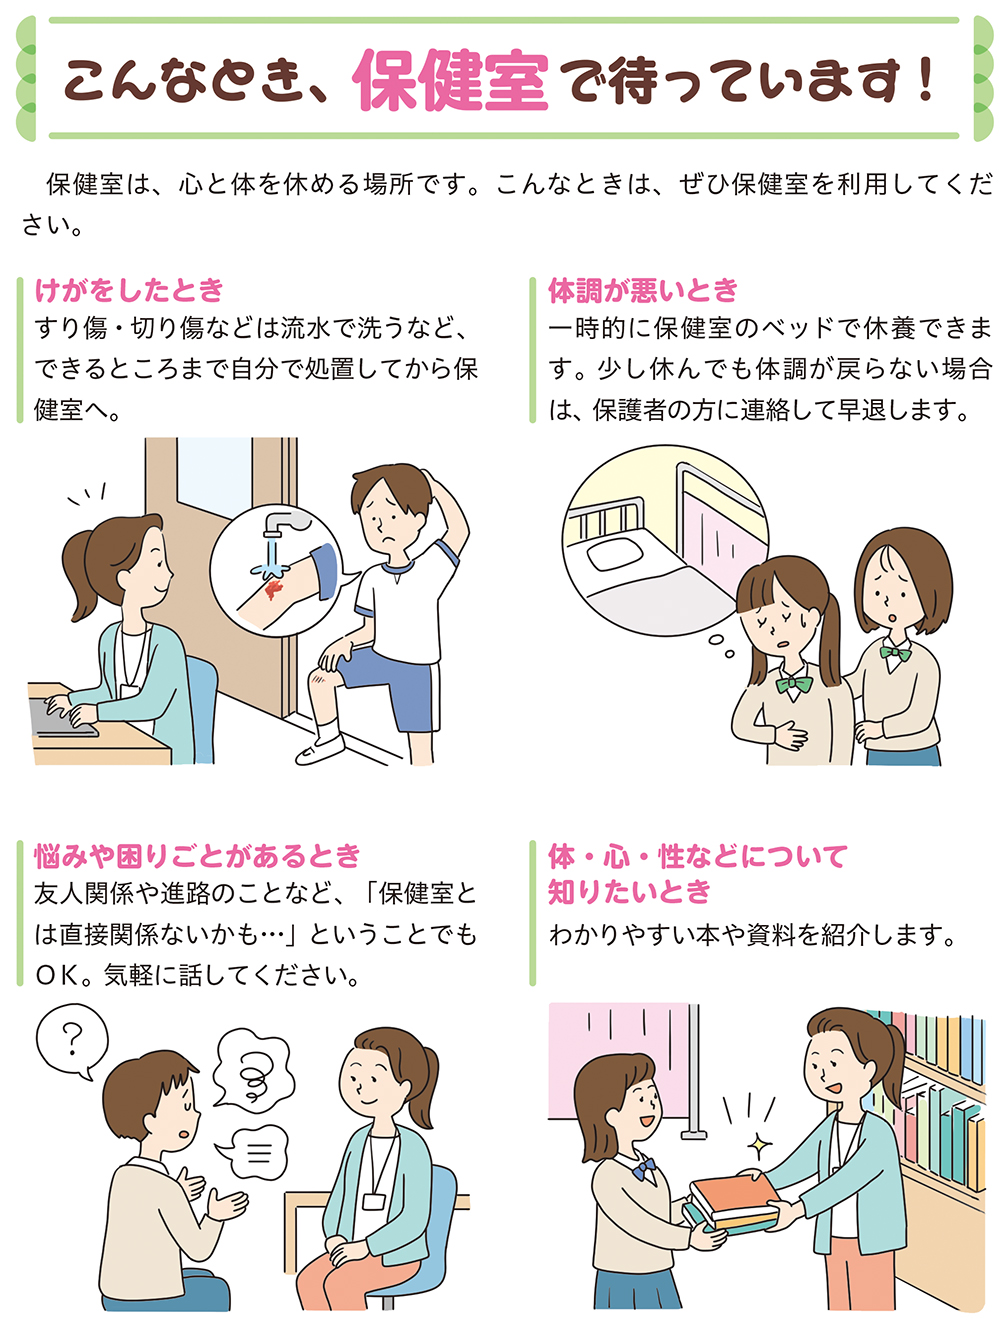 こんなとき、保健室で待っています！
　保健室は、心と体を休める場所です。こんなときは、ぜひ保健室を利用してくだ
さい。
けがをしたとき
すり傷・切り傷などは流水で洗うなど、
できるところまで自分で処置してから保
健室へ。
体調が悪いとき
一時的に保健室のベッドで休養できま
す。少し休んでも体調が戻らない場合
は、保護者の方に連絡して早退します。
悩みや困りごとがあるとき
友人関係や進路のことなど、「保健室と
は直接関係ないかも…」ということでも
ＯＫ。気軽に話してください。
？
体・心・性などについて
知りたいとき
わかりやすい本や資料を紹介します。